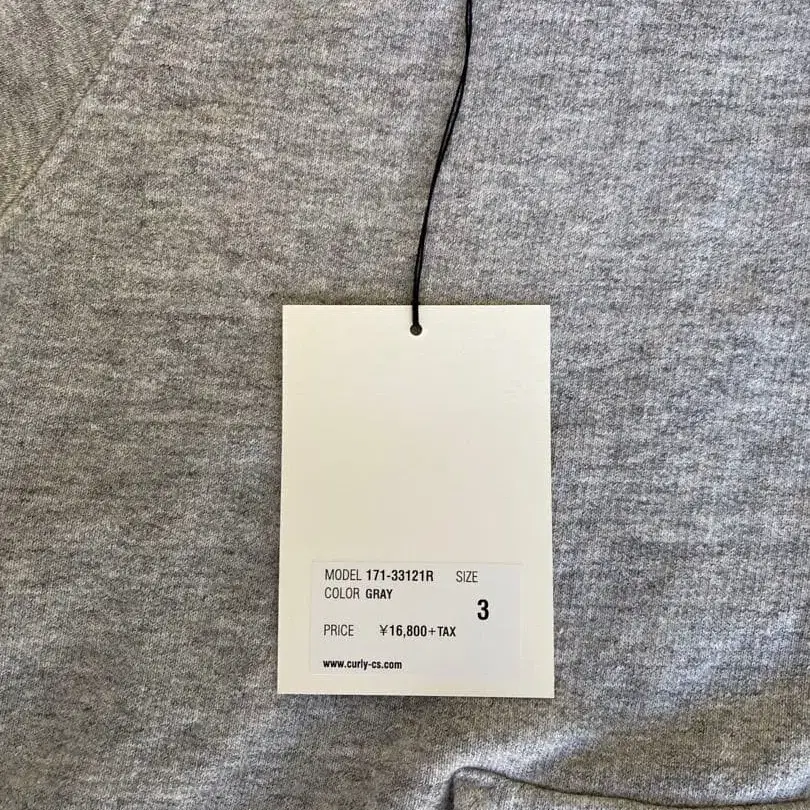 MODEL 171-33121R SIZE
COLOR GRAY
3
PRICE ¥16,800+TAX
www.curly-cs.com